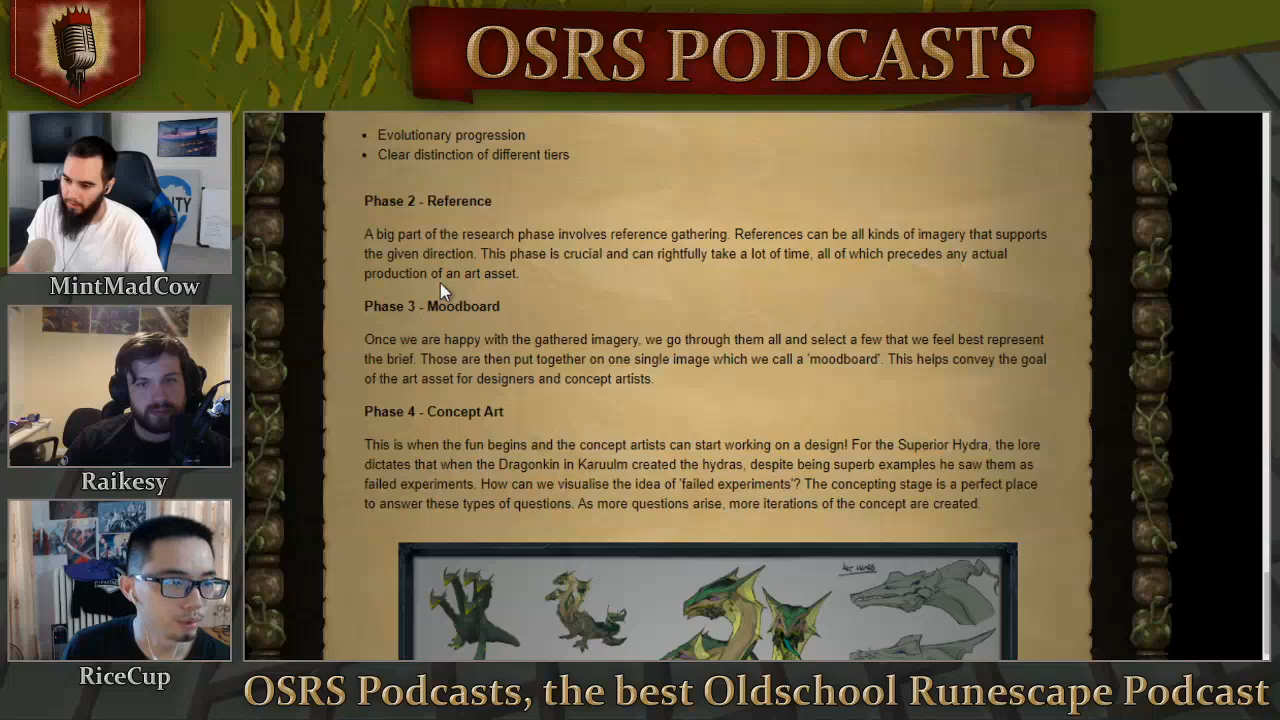 OSRS PODCASTS
Evolutionary progression
Clear distinction of different tiers
Phase 2 - Reference
A big part of the research phase involves reference gathering. References can be all kinds of imagery that supports
the given direction. This phase is crucial and can rightfully take a lot of time, all of which precedes any actual
production of an art asset.
MintMadCow
Phase 3 - Moodboard
Once we are happy with the gathered imagery, we go through them all and select a few that we feel best represent
the brief. Those are then put together on one single image which we call a 'moodboard'. This helps convey the goal
of the art asset for designers and concept artists.
Phase 4 - Concept Art
This is when the fun begins and the concept artists can start working on a design! For the Superior Hydra, the lore
dictates that when the Dragonkin in Karuulm created the hydras, despite being superb examples he saw them as
failed experiments. How can we visualise the idea of 'failed experiments'? The concepting stage is a perfect place
to answer these types of questions. As more questions arise, more iterations of the concept are created.
Raikesy
RiceCup
OSRS Podcasts, the best Oldschool Runescape Podcast